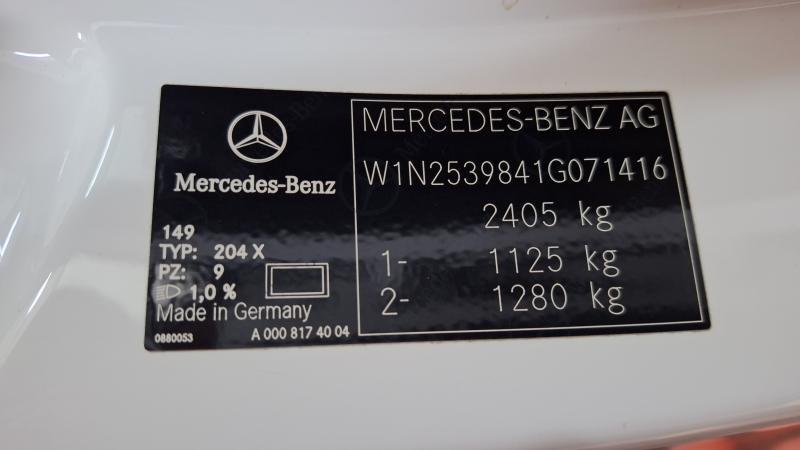 Mercedes-Benz
149
TYP: 204 X
PZ: 9
1,0 %
Made in Germany
0880053
A 000 817 40 04
MERCEDES-BENZ AG
W1N2539841G071416
2405 kg
1- 1125 kg
2- 1280 kg